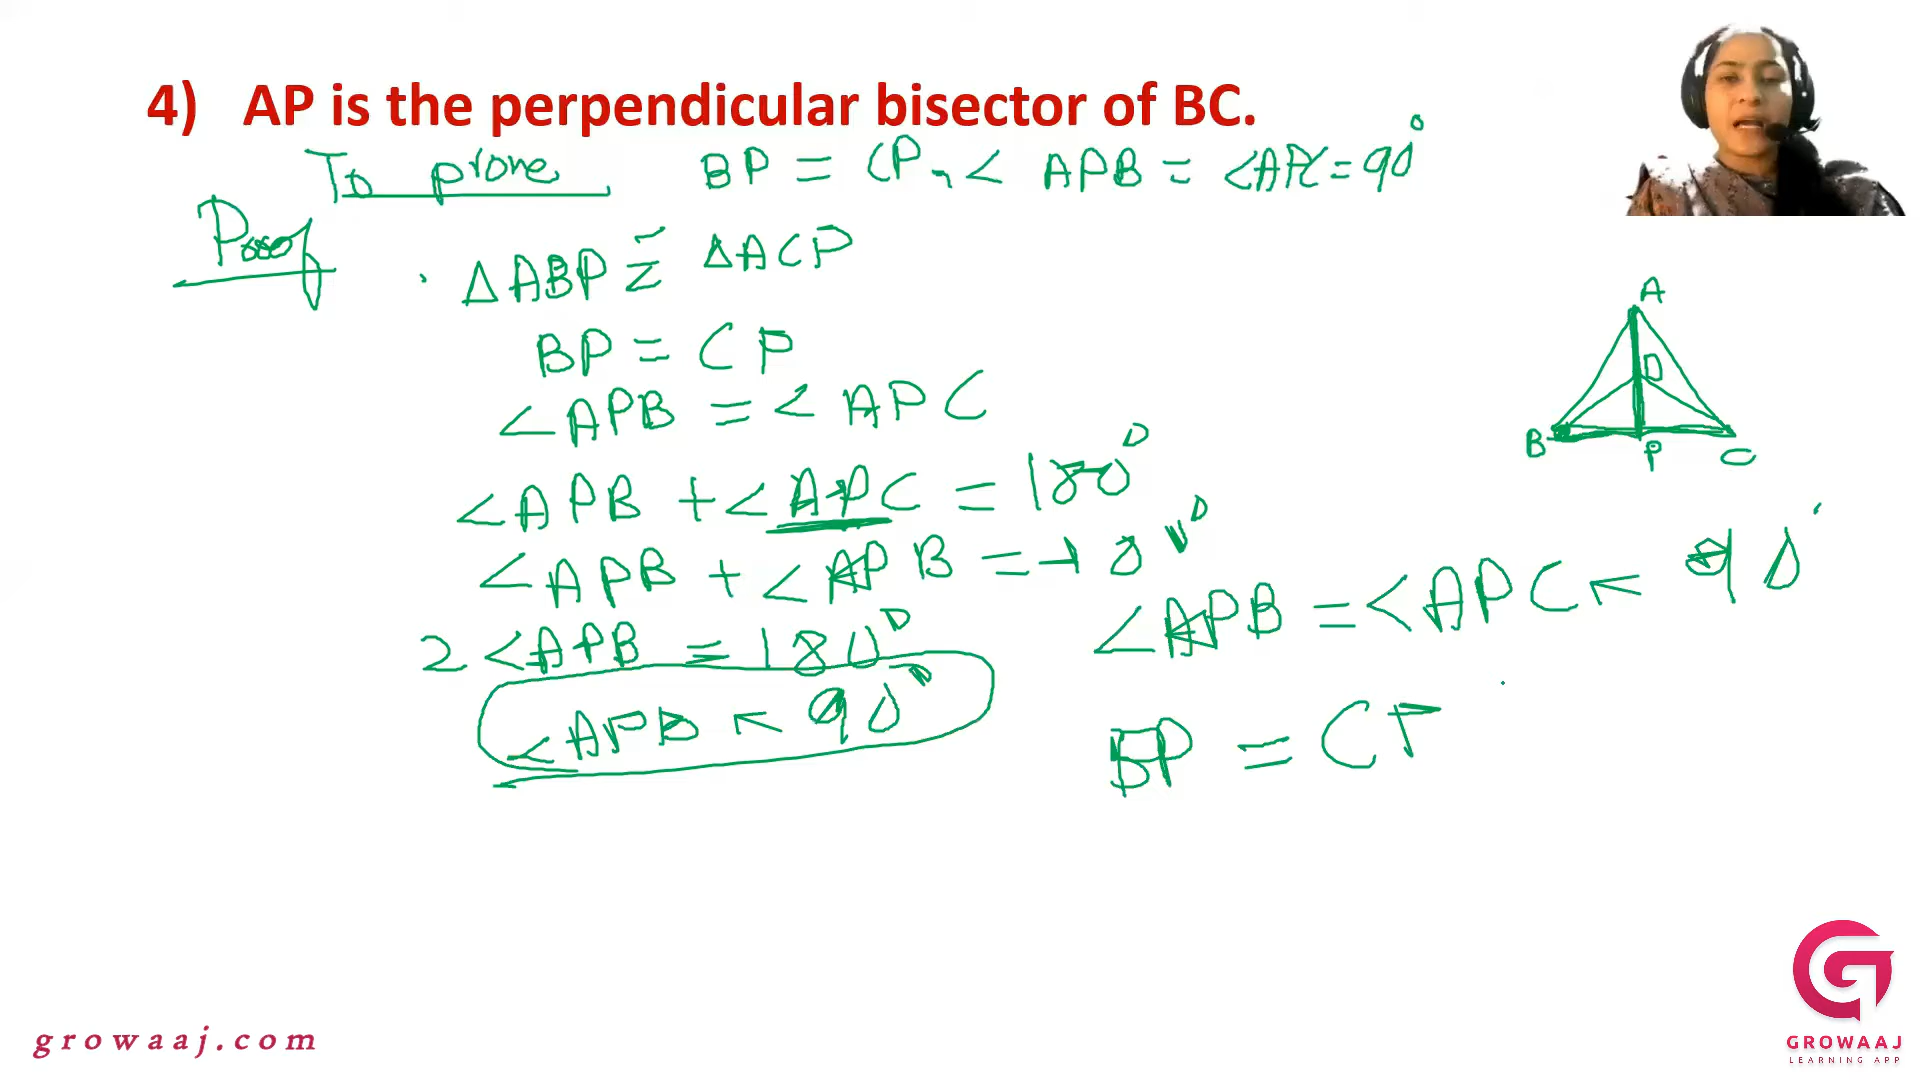 4) AP is the perpendicular bisector of BC.
To prove BP = CP, < APB = <APC = 90°
Proof
∆ABP ≅ ∆ACP
BP = CP
<APB = < APC
<APB + <APC = 180°
<APB + <APB = 180°
2 <APB = 180°
<APB = 90°
<APB = <APC = 90°
BP = CP
A
D
B P C
growaaj.com
GROWAAJ
LEARNING APP